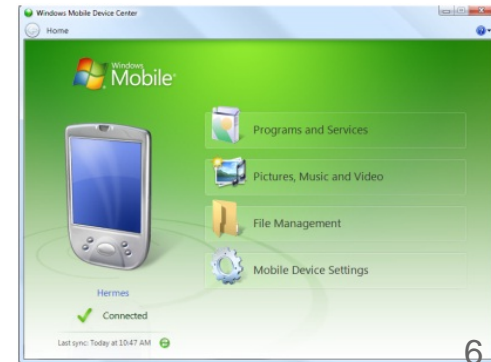 Windows Mobile Device Center
Home
Windows
Mobile
Programs and Services
Pictures, Music and Video
File Management
Mobile Device Settings
Hermes
Connected
Last sync: Today at 10:47 AM
6